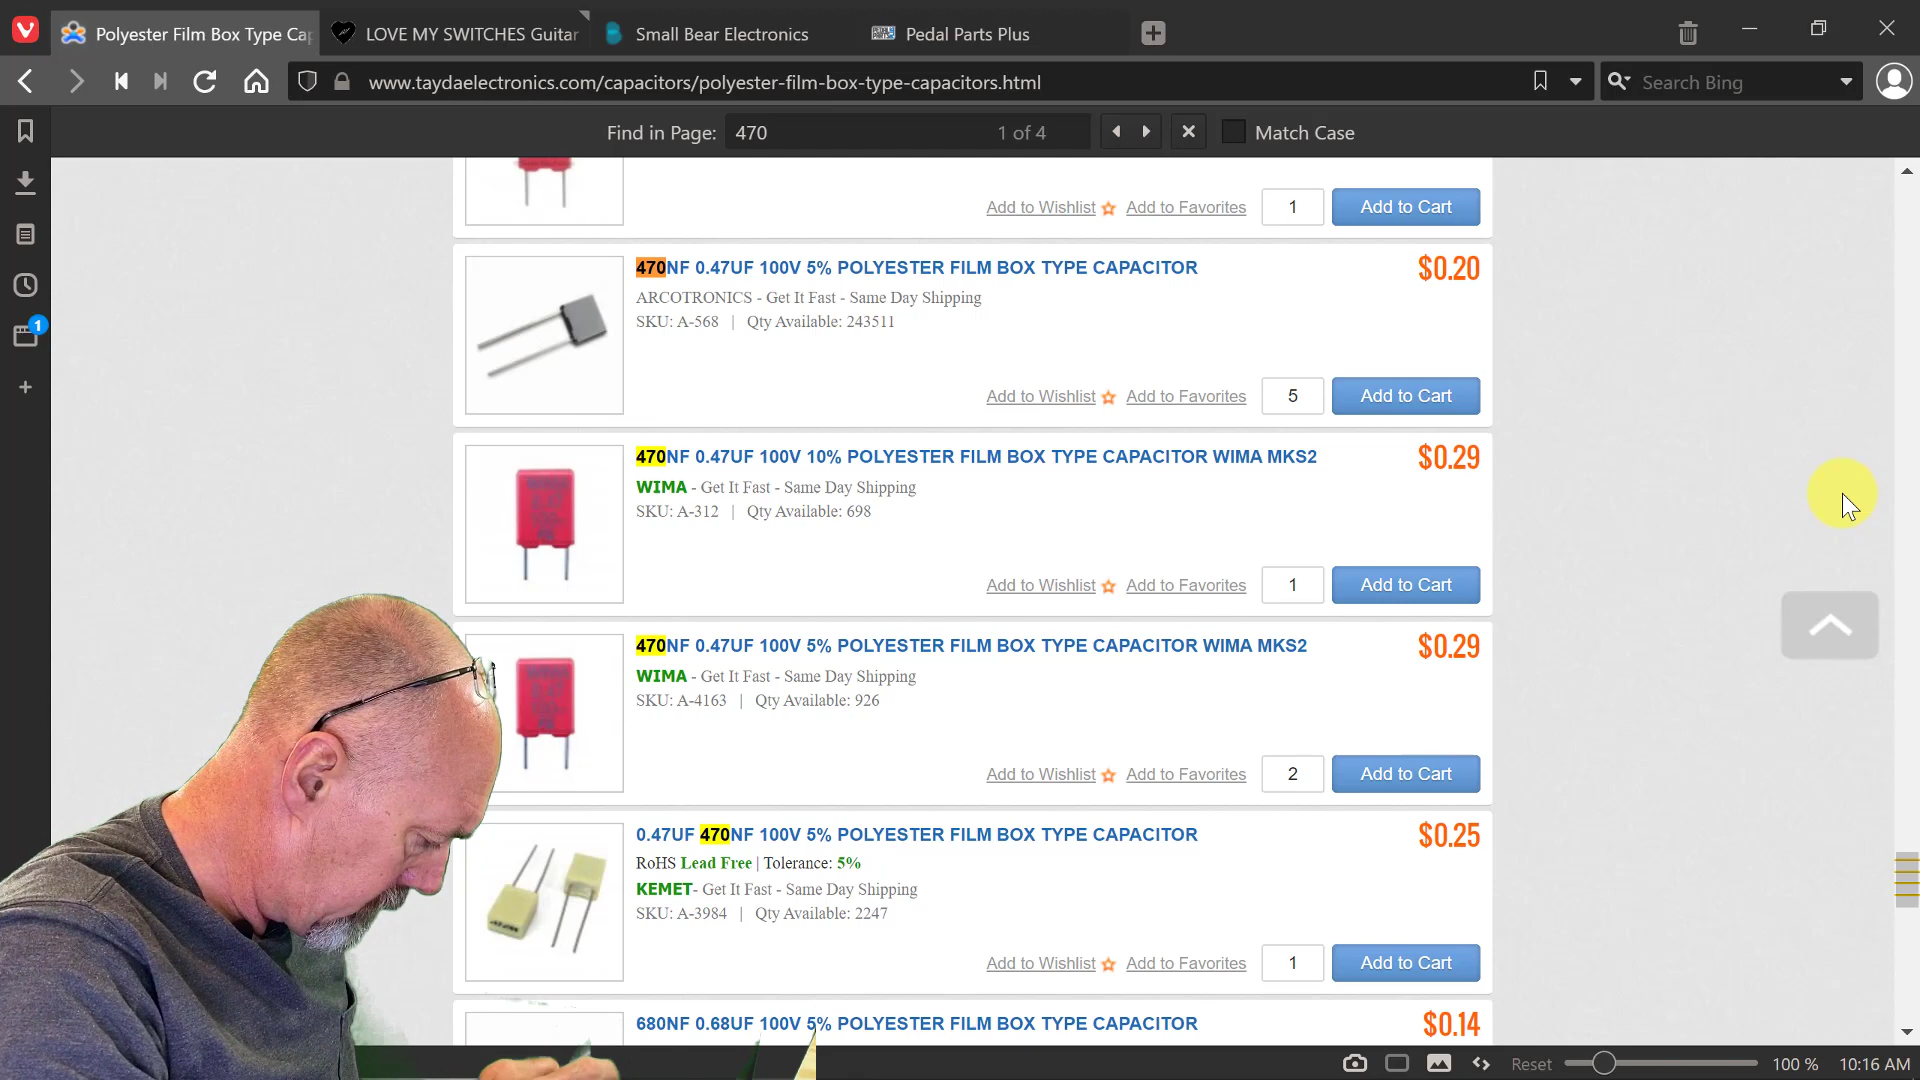 Polyester Film Box Type Ca
LOVE MY SWITCHES Guitar
Small Bear Electronics
Pedal Parts Plus
www.taydaelectronics.com/capacitors/polyester-film-box-type-capacitors.html
Search Bing
Find in Page: 470 1 of 4 Match Case
1
Add to Wishlist Add to Favorites 1 Add to Cart
470NF 0.47UF 100V 5% POLYESTER FILM BOX TYPE CAPACITOR $0.20
ARCOTRONICS - Get It Fast - Same Day Shipping
SKU: A-568 | Qty Available: 243511
Add to Wishlist Add to Favorites 5 Add to Cart
470NF 0.47UF 100V 10% POLYESTER FILM BOX TYPE CAPACITOR WIMA MKS2 $0.29
WIMA - Get It Fast - Same Day Shipping
SKU: A-312 | Qty Available: 698
Add to Wishlist Add to Favorites 1 Add to Cart
470NF 0.47UF 100V 5% POLYESTER FILM BOX TYPE CAPACITOR WIMA MKS2 $0.29
WIMA - Get It Fast - Same Day Shipping
SKU: A-4163 | Qty Available: 926
Add to Wishlist Add to Favorites 2 Add to Cart
0.47UF 470NF 100V 5% POLYESTER FILM BOX TYPE CAPACITOR $0.25
RoHS Lead Free | Tolerance: 5%
KEMET- Get It Fast - Same Day Shipping
SKU: A-3984 | Qty Available: 2247
Add to Wishlist Add to Favorites 1 Add to Cart
680NF 0.68UF 100V 5% POLYESTER FILM BOX TYPE CAPACITOR $0.14
Reset 100 % 10:16 AM